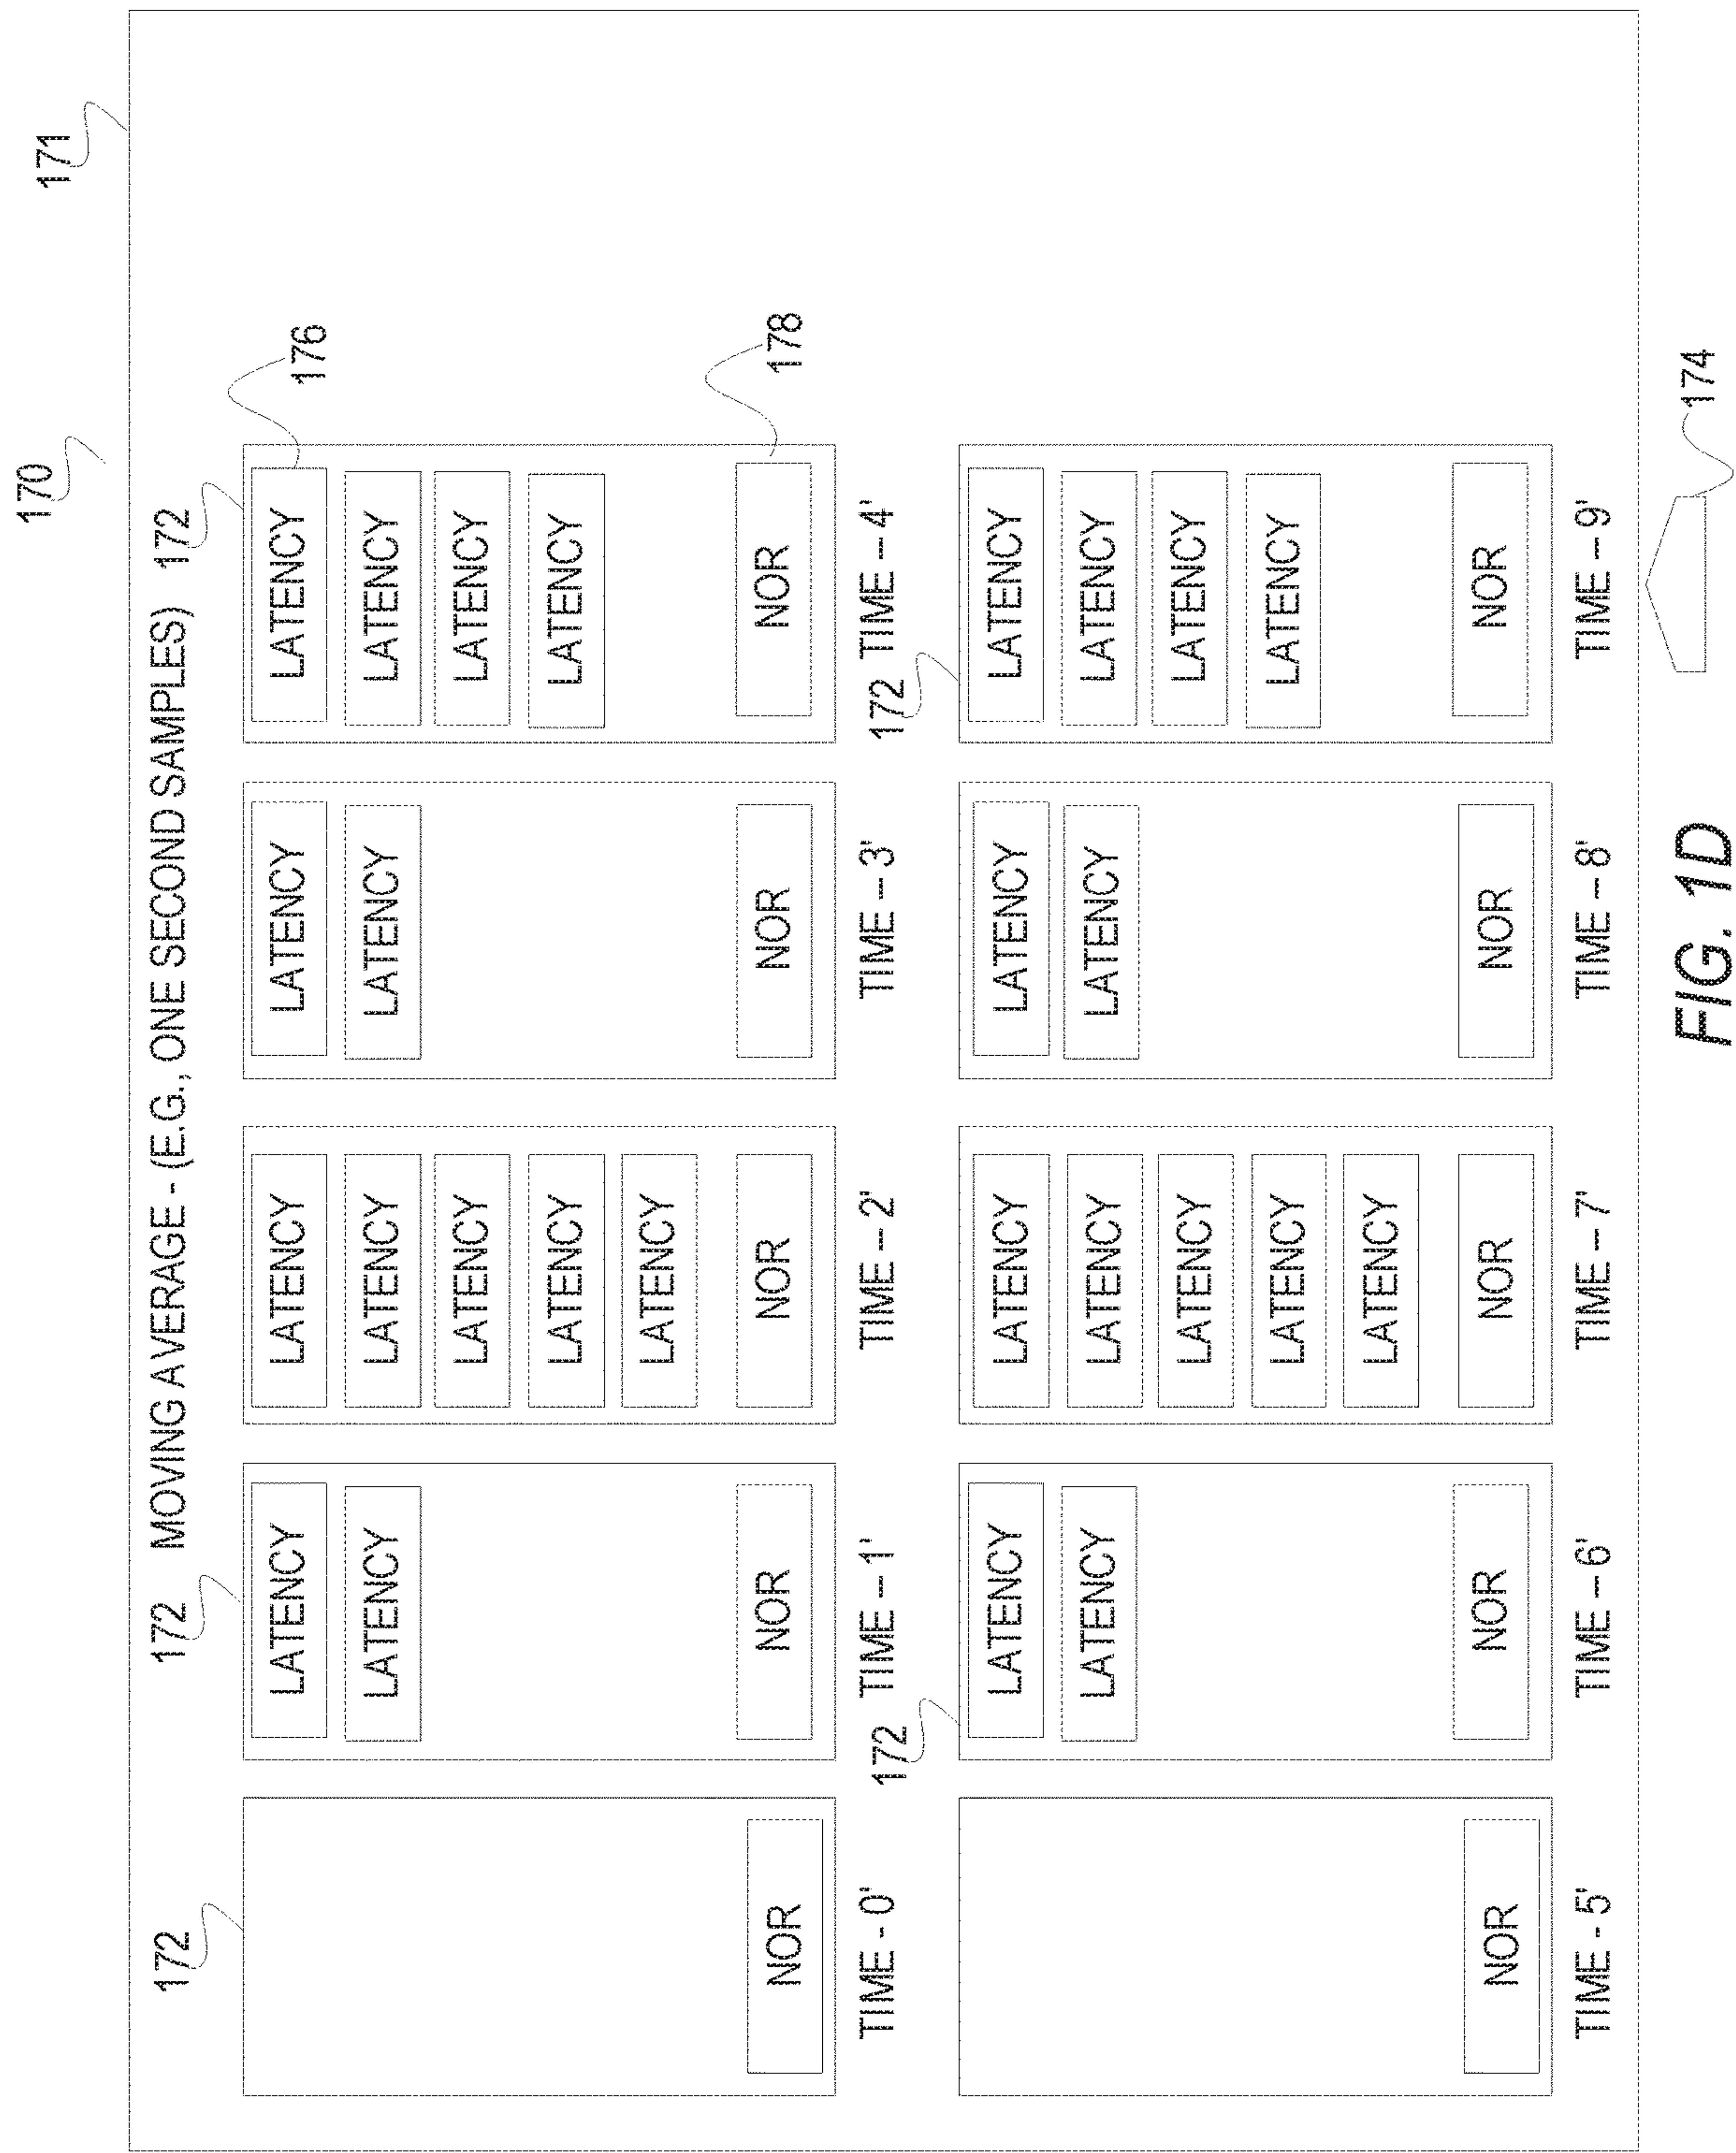 170
171
MOVING AVERAGE - (E.G., ONE SECOND SAMPLES)
172
172
172
176
178
NOR
TIME - 0'
LATENCY
LATENCY
NOR
TIME -- 1'
LATENCY
LATENCY
LATENCY
LATENCY
LATENCY
NOR
TIME -- 2'
LATENCY
LATENCY
NOR
TIME -- 3'
LATENCY
LATENCY
LATENCY
LATENCY
NOR
TIME -- 4'
172
172
NOR
TIME - 5'
LATENCY
LATENCY
NOR
TIME -- 6'
LATENCY
LATENCY
LATENCY
LATENCY
LATENCY
NOR
TIME -- 7'
LATENCY
LATENCY
NOR
TIME -- 8'
LATENCY
LATENCY
LATENCY
LATENCY
NOR
TIME -- 9'
174
FIG. 1D